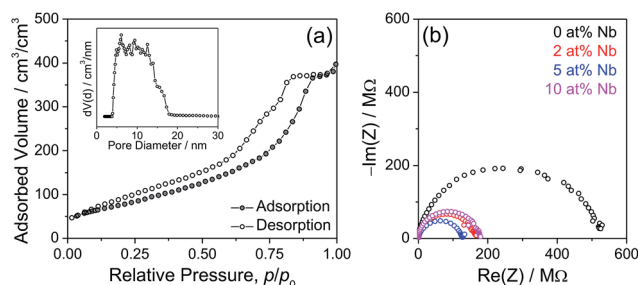 (a)
Adsorbed Volume / cm³/cm³
500
400
300
200
100
0
0.00 0.25 0.50 0.75 1.00
Relative Pressure, p/p₀
Adsorption
Desorption
dV(d) / cm³/nm
0 10 20 30
Pore Diameter / nm
(b)
0 at% Nb
2 at% Nb
5 at% Nb
10 at% Nb
−Im(Z) / MΩ
600
400
200
0
0 200 400 600
Re(Z) / MΩ